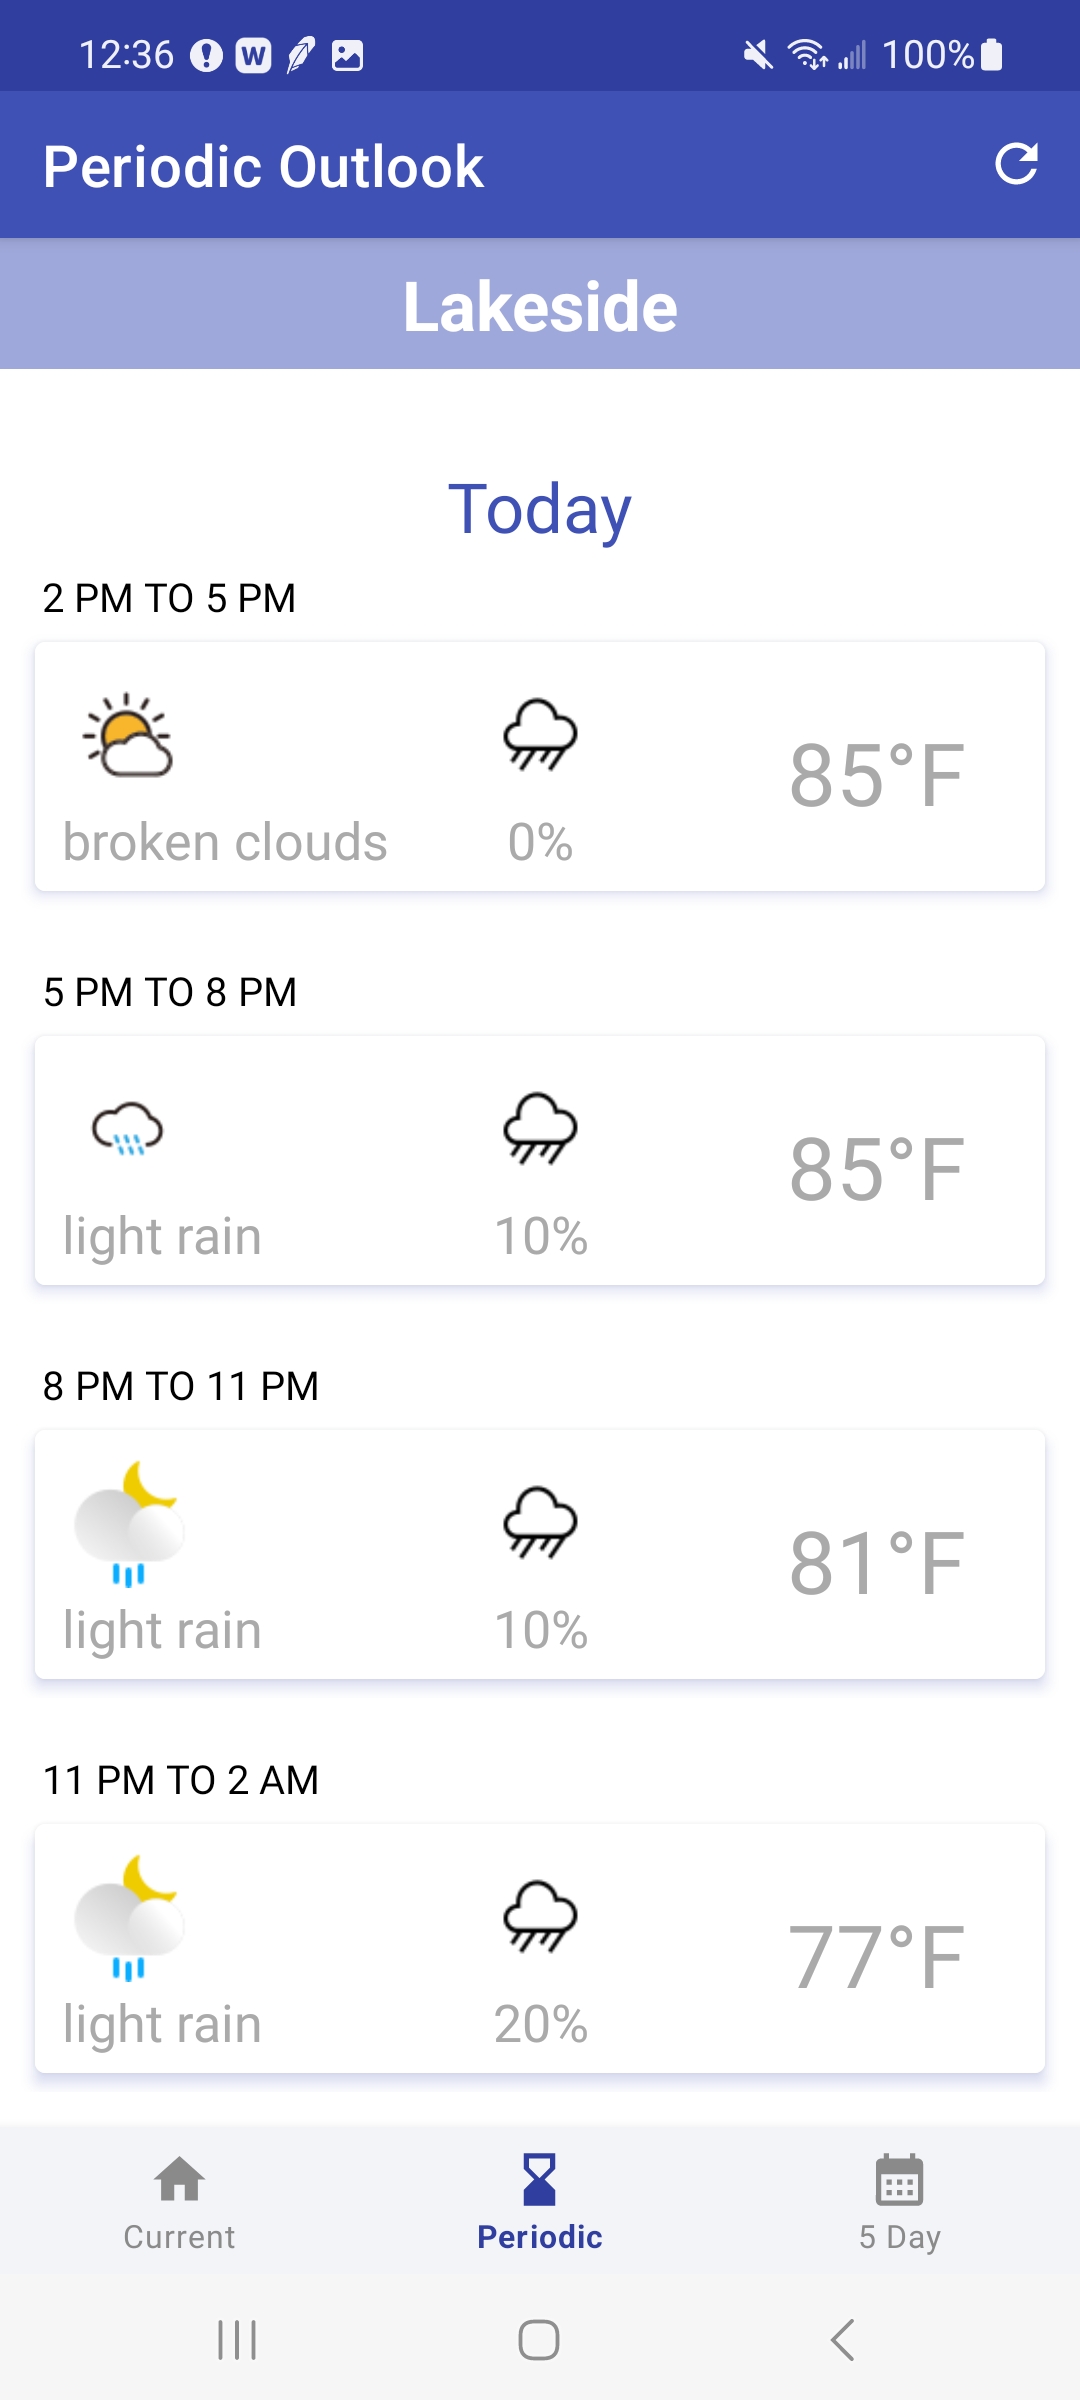 12:36 W 100%
Periodic Outlook
Lakeside
Today
2 PM TO 5 PM
85°F
broken clouds 0%
5 PM TO 8 PM
85°F
light rain 10%
8 PM TO 11 PM
81°F
light rain 10%
11 PM TO 2 AM
77°F
light rain 20%
Current Periodic 5 Day